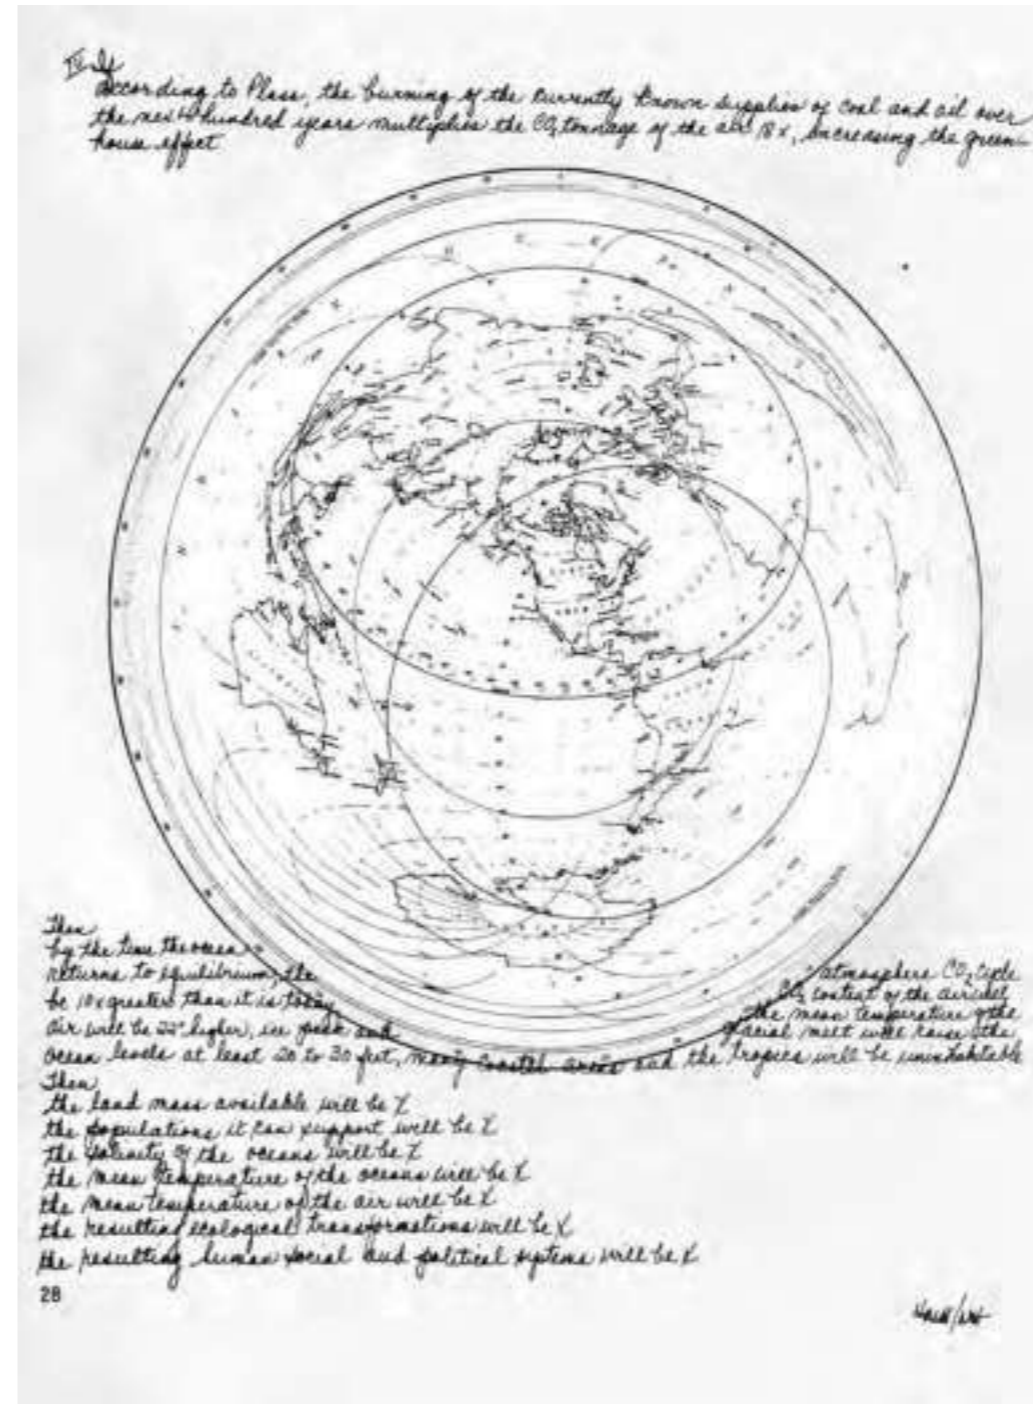 IV If
according to Plass, the burning of the currently known supplies of coal and oil over
the next hundred years multiplies the CO2 tonnage of the air 18x, increasing the green-
house effect
Then
by the time the ocean
returns to equilibrium, the atmosphere CO2
be 10x greater than it is today CO2 content of the air will
air will be 22° higher, ice pack and glacial melt will raise the
the mean temperature of the
ocean levels at least 20 to 30 feet, many coastal areas and the tropics will be uninhabitable
Then
the land mass available will be X
the populations it can support will be X
the salinity of the oceans will be X
the mean temperature of the oceans will be X
the mean temperature of the air will be X
the resulting ecological transformations will be X
the resulting human social and political systems will be X
28